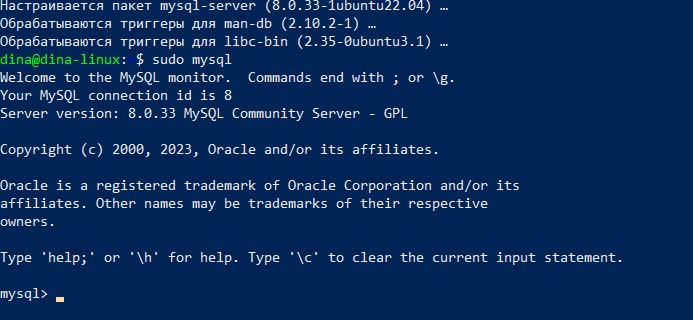 Настраивается пакет mysql-server (8.0.33-1ubuntu22.04) …
Обрабатываются триггеры для man-db (2.10.2-1) …
Обрабатываются триггеры для libc-bin (2.35-0ubuntu3.1) …
dina@dina-linux:~$ sudo mysql
Welcome to the MySQL monitor.  Commands end with ; or \g.
Your MySQL connection id is 8
Server version: 8.0.33 MySQL Community Server - GPL
Copyright (c) 2000, 2023, Oracle and/or its affiliates.
Oracle is a registered trademark of Oracle Corporation and/or its
affiliates. Other names may be trademarks of their respective
owners.
Type 'help;' or '\h' for help. Type '\c' to clear the current input statement.
mysql>